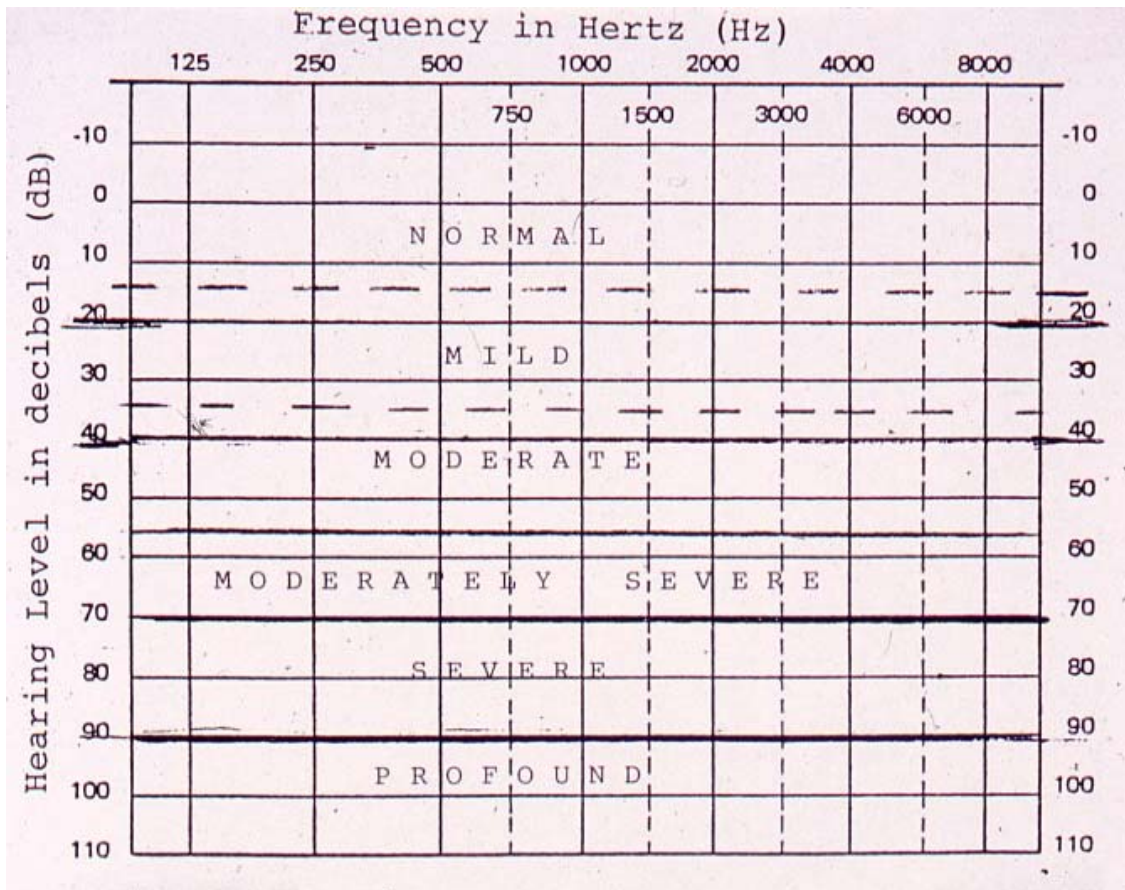 Frequency in Hertz (Hz)
125 250 500 1000 2000 4000 8000
750 1500 3000 6000
Hearing Level in decibels (dB)
-10 -10
0 0
NORMAL
10 10
20 20
MILD
30 30
40 40
MODERATE
50 50
60 60
MODERATELY SEVERE
70 70
SEVERE
80 80
90 90
PROFOUND
100 100
110 110